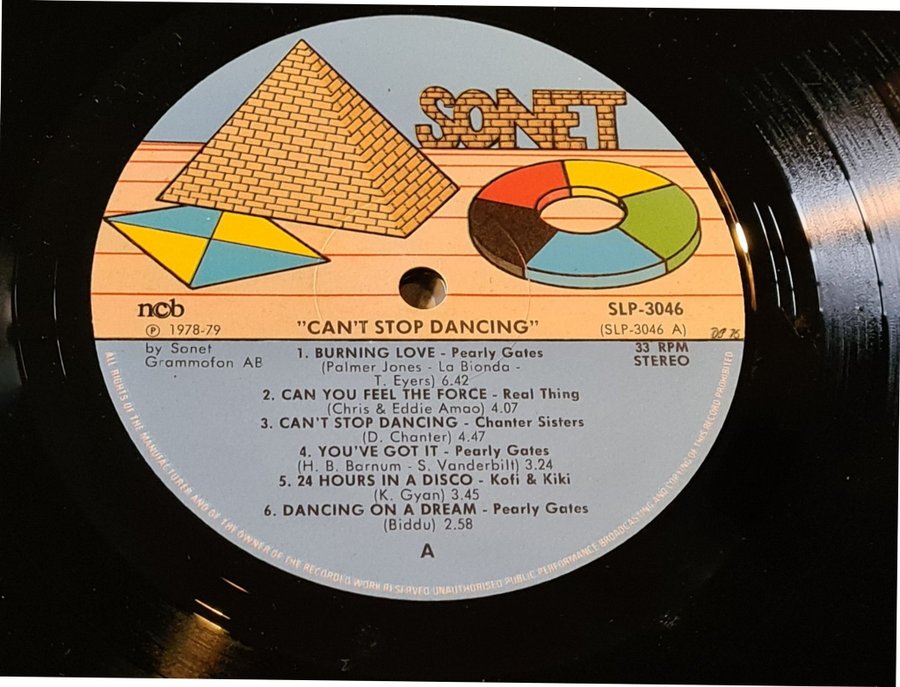 SONET
ncb
Ⓟ 1978-79
by Sonet
Grammofon AB
SLP-3046
(SLP-3046 A)
33 RPM
STEREO
"CAN'T STOP DANCING"
1. BURNING LOVE - Pearly Gates
(Palmer Jones - La Bionda -
T. Eyers) 6.42
2. CAN YOU FEEL THE FORCE - Real Thing
(Chris & Eddie Amao) 4.07
3. CAN'T STOP DANCING - Chanter Sisters
(D. Chanter) 4.47
4. YOU'VE GOT IT - Pearly Gates
(H. B. Barnum - S. Vanderbilt) 3.24
5. 24 HOURS IN A DISCO - Kofi & Kiki
(K. Gyan) 3.45
6. DANCING ON A DREAM - Pearly Gates
(Biddu) 2.58
A
ALL RIGHTS OF THE MANUFACTURER AND OF THE OWNER OF THE RECORDED WORK RESERVED UNAUTHORISED PUBLIC PERFORMANCE BROADCASTING AND COPYING OF THIS RECORD PROHIBITED